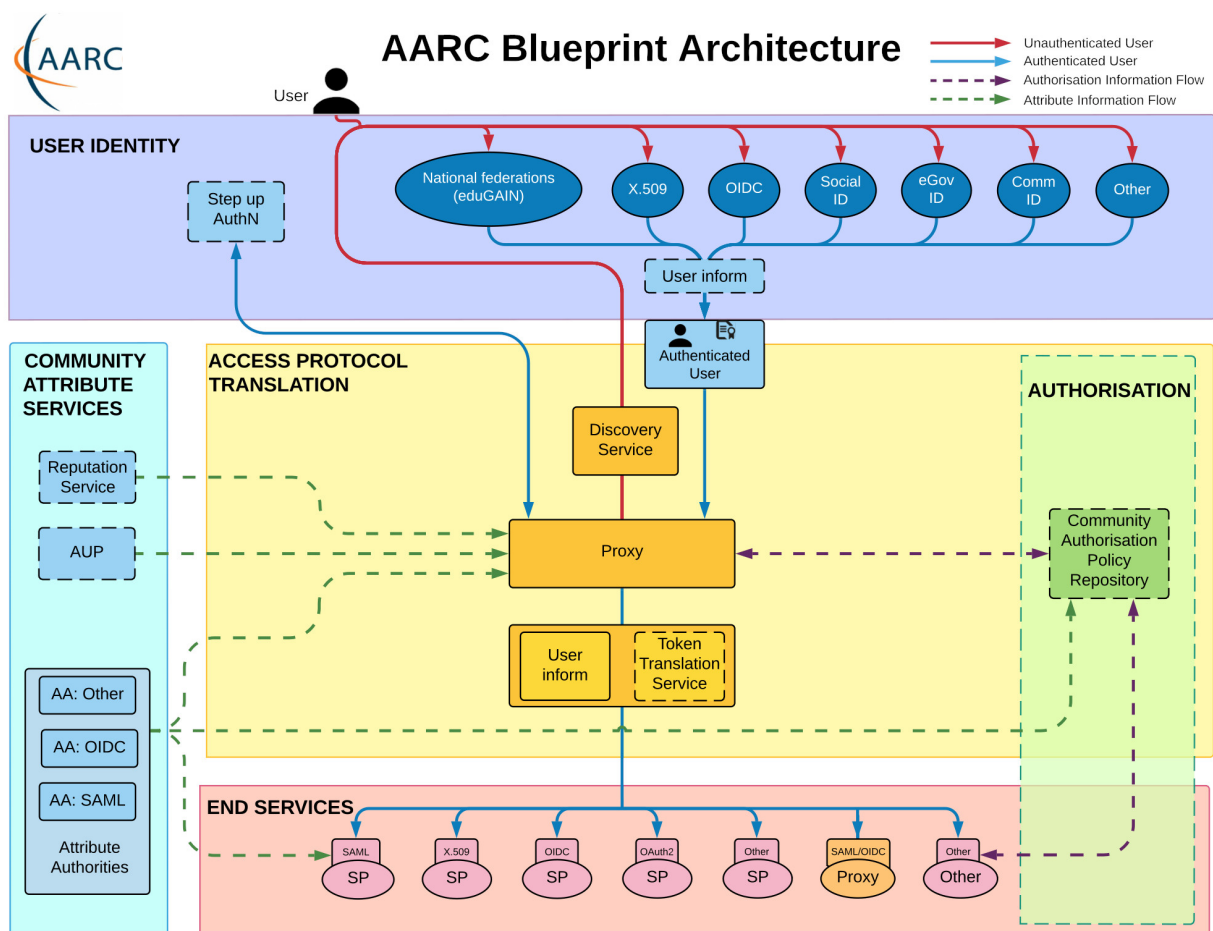 AARC
AARC Blueprint Architecture
Unauthenticated User
Authenticated User
Authorisation Information Flow
Attribute Information Flow
User
USER IDENTITY
Step up
AuthN
National federations
(eduGAIN)
X.509
OIDC
Social
ID
eGov
ID
Comm
ID
Other
User inform
Authenticated
User
COMMUNITY
ATTRIBUTE
SERVICES
ACCESS PROTOCOL
TRANSLATION
AUTHORISATION
Discovery
Service
Reputation
Service
AUP
Proxy
Community
Authorisation
Policy
Repository
User
inform
Token
Translation
Service
AA: Other
AA: OIDC
AA: SAML
Attribute
Authorities
END SERVICES
SAML
SP
X.509
SP
OIDC
SP
OAuth2
SP
Other
SP
SAML/OIDC
Proxy
Other
Other